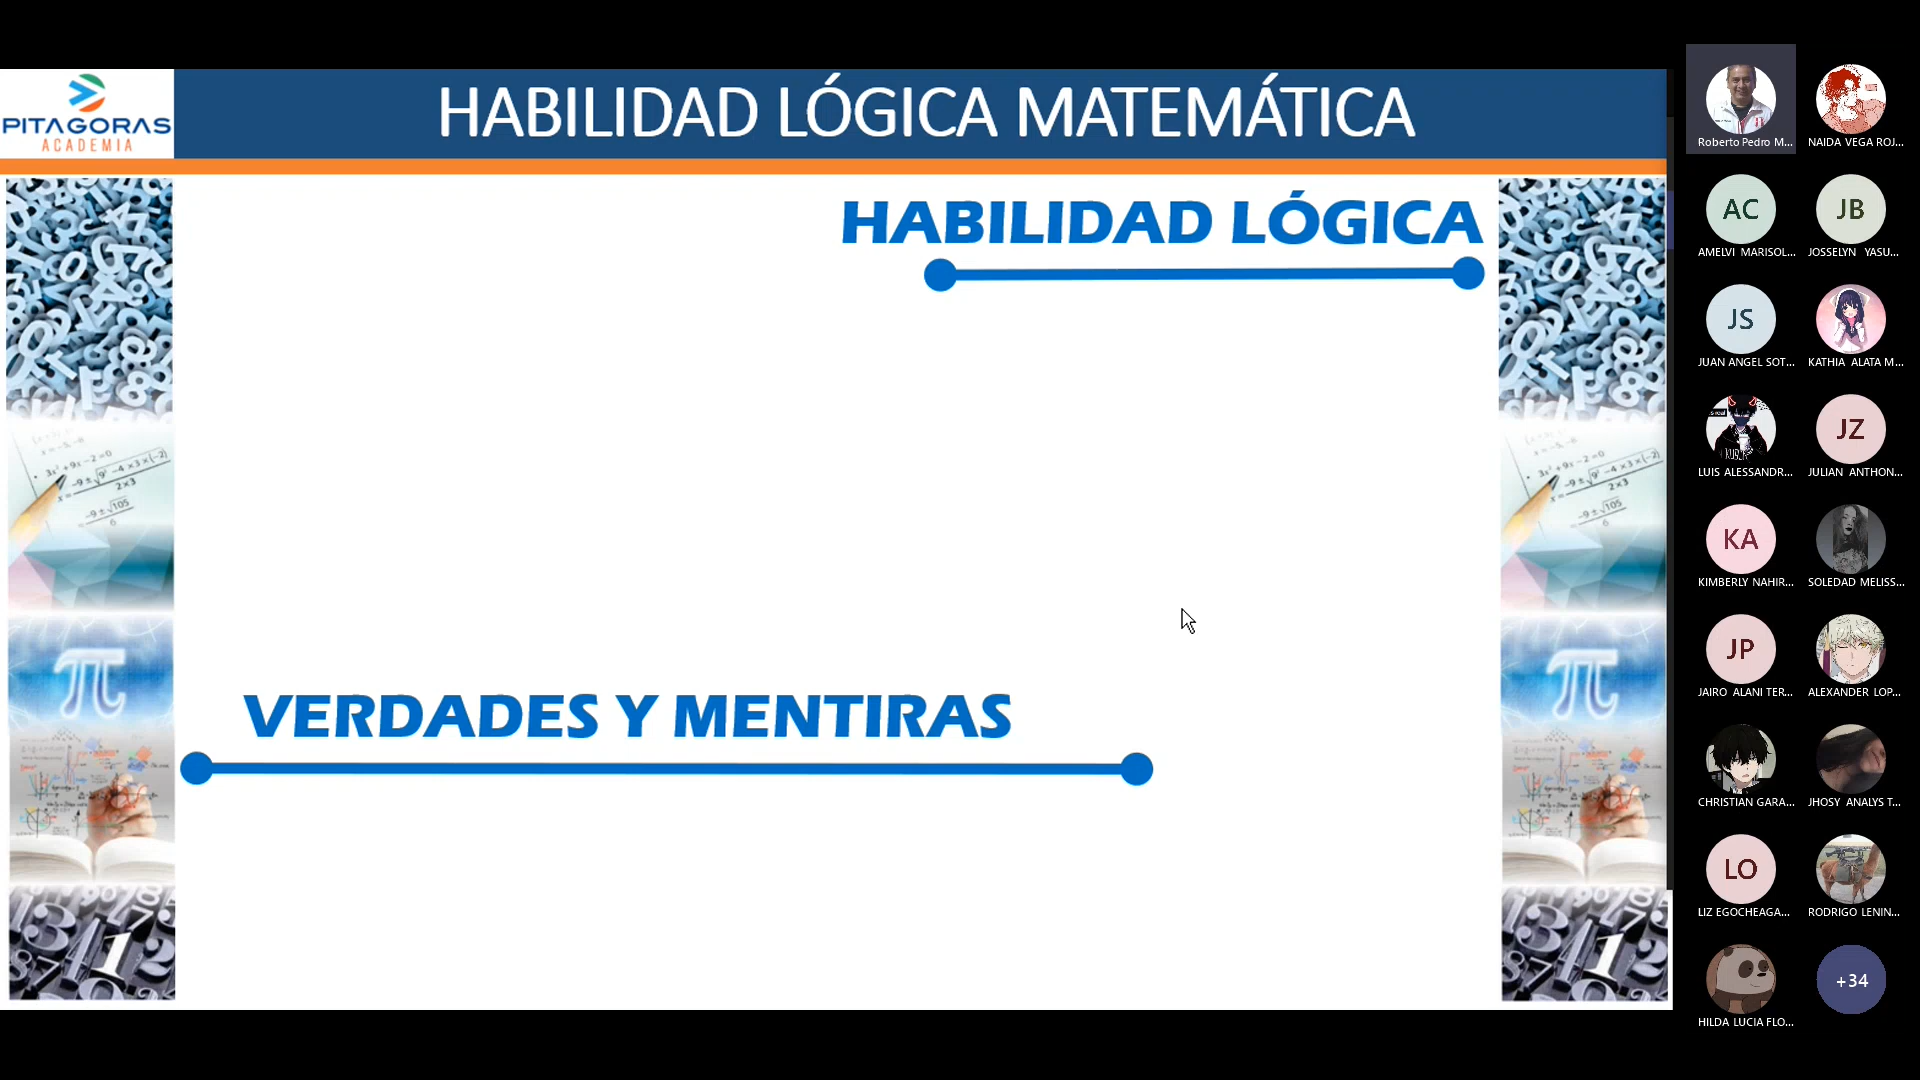 PITAGORAS
ACADEMIA
HABILIDAD LÓGICA MATEMÁTICA
HABILIDAD LÓGICA
VERDADES Y MENTIRAS
Roberto Pedro M...
NAIDA VEGA ROJ...
AC
JB
AMELVI MARISOL...
JOSSELYN YASU...
JS
JUAN ANGEL SOT...
KATHIA ALATA M...
JZ
LUIS ALESSANDR...
JULIAN ANTHON...
KA
KIMBERLY NAHIR...
SOLEDAD MELISS...
JP
JAIRO ALANI TER...
ALEXANDER LOP...
CHRISTIAN GARA...
JHOSY ANALYS T...
LO
LIZ EGOCHEAGA...
RODRIGO LENIN...
+34
HILDA LUCIA FLO...